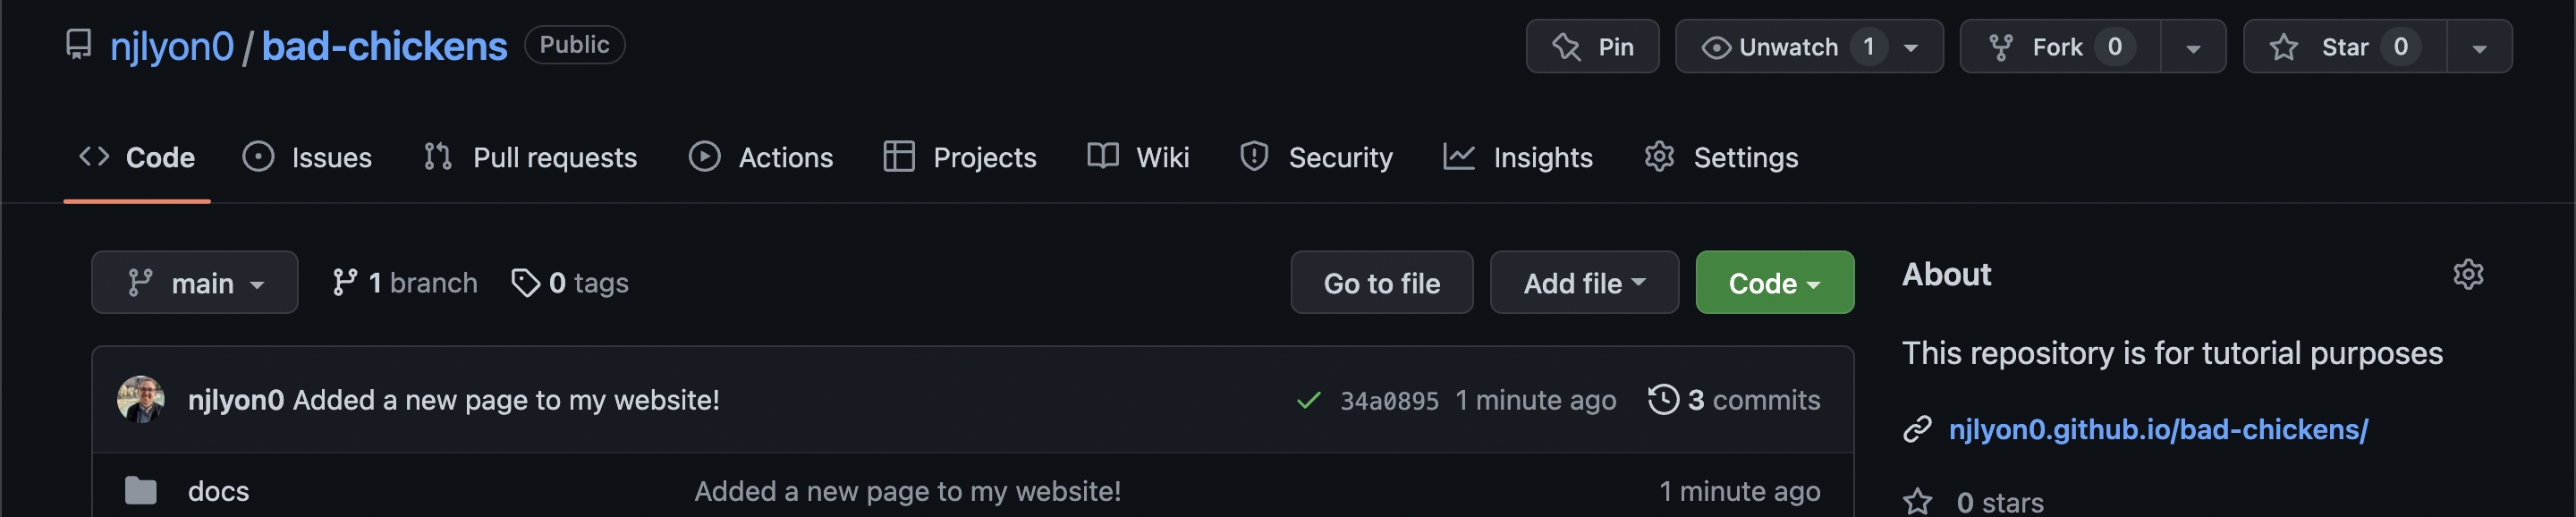 njlyon0 / bad-chickens Public Pin Unwatch 1 Fork 0 Star 0
Code Issues Pull requests Actions Projects Wiki Security Insights Settings
main 1 branch 0 tags Go to file Add file Code
About
This repository is for tutorial purposes
njlyon0 Added a new page to my website! 34a0895 1 minute ago 3 commits
njlyon0.github.io/bad-chickens/
docs Added a new page to my website! 1 minute ago
0 stars